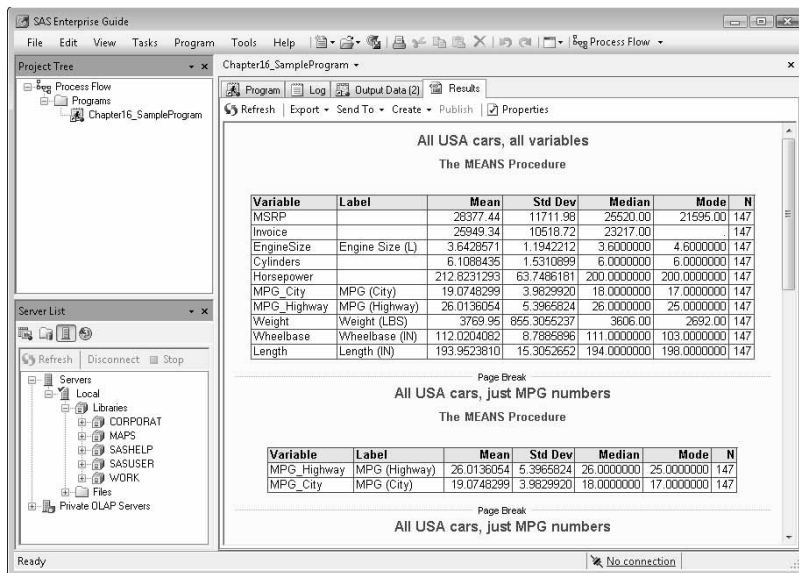 SAS Enterprise Guide
File Edit View Tasks Program Tools Help Process Flow
Project Tree
Process Flow
Programs
Chapter16_SampleProgram
Server List
Refresh Disconnect Stop
Servers
Local
Libraries
CORPORAT
MAPS
SASHELP
SASUSER
WORK
Files
Private OLAP Servers
Chapter16_SampleProgram
Program Log Output Data (2) Results
Refresh Export Send To Create Publish Properties
All USA cars, all variables
The MEANS Procedure
Variable Label Mean Std Dev Median Mode N
MSRP 28377.44 11711.98 25520.00 21595.00 147
Invoice 25949.34 10518.72 23217.00 . 147
EngineSize Engine Size (L) 3.6428571 1.1942212 3.6000000 4.6000000 147
Cylinders 6.1088435 1.5310899 6.0000000 6.0000000 147
Horsepower 212.8231293 63.7486181 200.0000000 200.0000000 147
MPG_City MPG (City) 19.0748299 3.9829920 18.0000000 17.0000000 147
MPG_Highway MPG (Highway) 26.0136054 5.3965824 26.0000000 25.0000000 147
Weight Weight (LBS) 3769.95 855.3055237 3606.00 2692.00 147
Wheelbase Wheelbase (IN) 112.0204082 8.7885896 111.0000000 103.0000000 147
Length Length (IN) 193.9523810 15.3052652 194.0000000 198.0000000 147
Page Break
All USA cars, just MPG numbers
The MEANS Procedure
Variable Label Mean Std Dev Median Mode N
MPG_Highway MPG (Highway) 26.0136054 5.3965824 26.0000000 25.0000000 147
MPG_City MPG (City) 19.0748299 3.9829920 18.0000000 17.0000000 147
Page Break
All USA cars, just MPG numbers
Ready
No connection